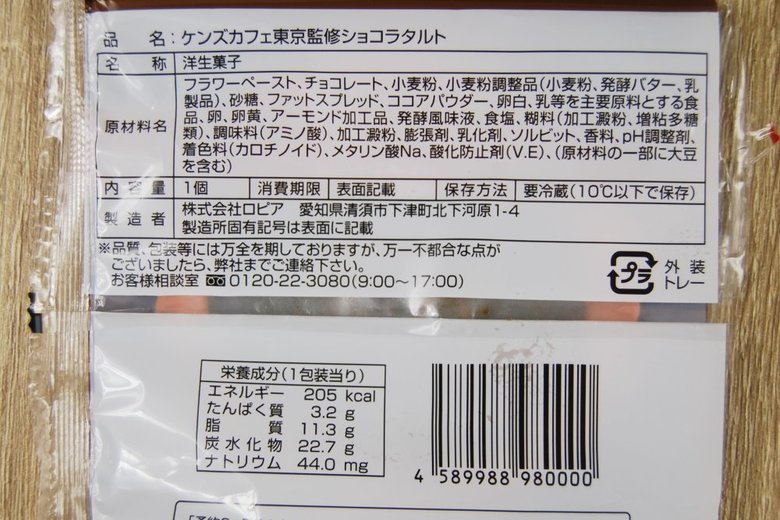 品　名：ケンズカフェ東京監修ショコラタルト
名　称　洋生菓子
原材料名　フラワーペースト、チョコレート、小麦粉、小麦粉調整品（小麦粉、発酵バター、乳
製品）、砂糖、ファットスプレッド、ココアパウダー、卵白、乳等を主要原料とする食
品、卵、卵黄、アーモンド加工品、発酵風味液、食塩、糊料（加工澱粉、増粘多糖
類）、調味料（アミノ酸）、加工澱粉、膨張剤、乳化剤、ソルビット、香料、pH調整剤、
着色料（カロチノイド）、メタリン酸Na、酸化防止剤（V.E）、（原材料の一部に大豆
を含む）
内容量　1個　消費期限　表面記載　保存方法　要冷蔵（10℃以下で保存）
製造者　株式会社ロピア　愛知県清須市下津町北下河原1-4
製造所固有記号は表面に記載
※品質、包装等には万全を期しておりますが、万一不都合な点が
ございましたら、弊社までご連絡下さい。
お客様相談室 0120-22-3080（9:00〜17:00）
プラ　外装
トレー
栄養成分（1包装当り）
エネルギー　205 kcal
たんぱく質　3.2 g
脂質　11.3 g
炭水化物　22.7 g
ナトリウム　44.0 mg
4 589988 980000